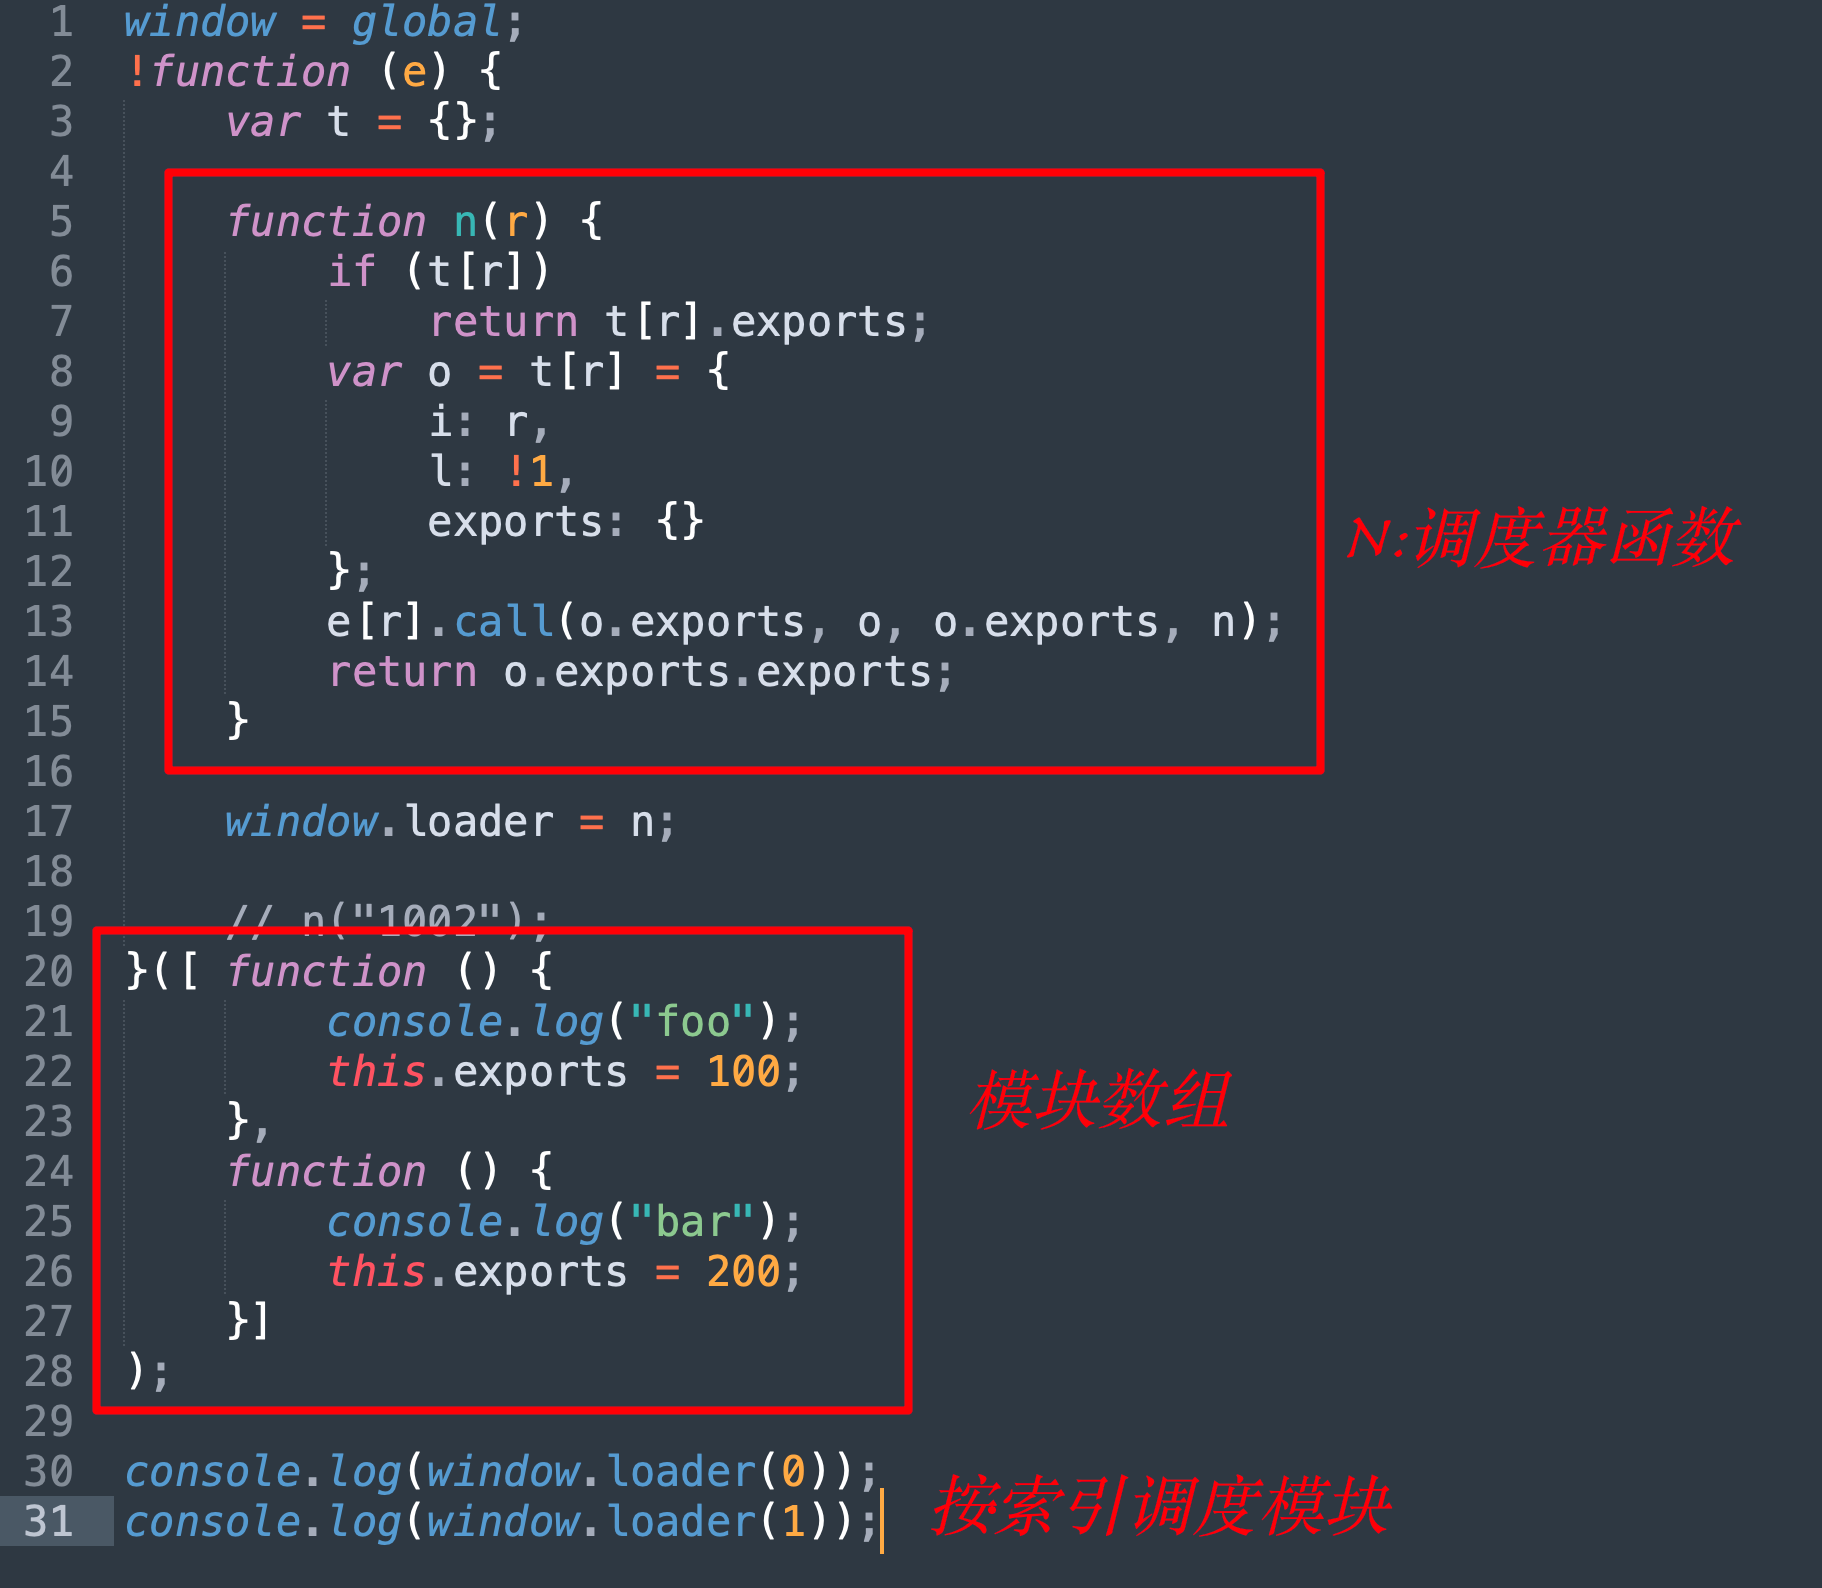 1 window = global;
2 !function (e) {
3 var t = {};
4
5 function n(r) {
6 if (t[r])
7 return t[r].exports;
8 var o = t[r] = {
9 i: r,
10 l: !1,
11 exports: {}
N:调度器函数
12 };
13 e[r].call(o.exports, o, o.exports, n);
14 return o.exports.exports;
15 }
16
17 window.loader = n;
18
19 // n("1002");
20 }([ function () {
21 console.log("foo");
22 this.exports = 100;
模块数组
23 },
24 function () {
25 console.log("bar");
26 this.exports = 200;
27 }]
28 );
29
30 console.log(window.loader(0));
31 console.log(window.loader(1));
按索引调度模块